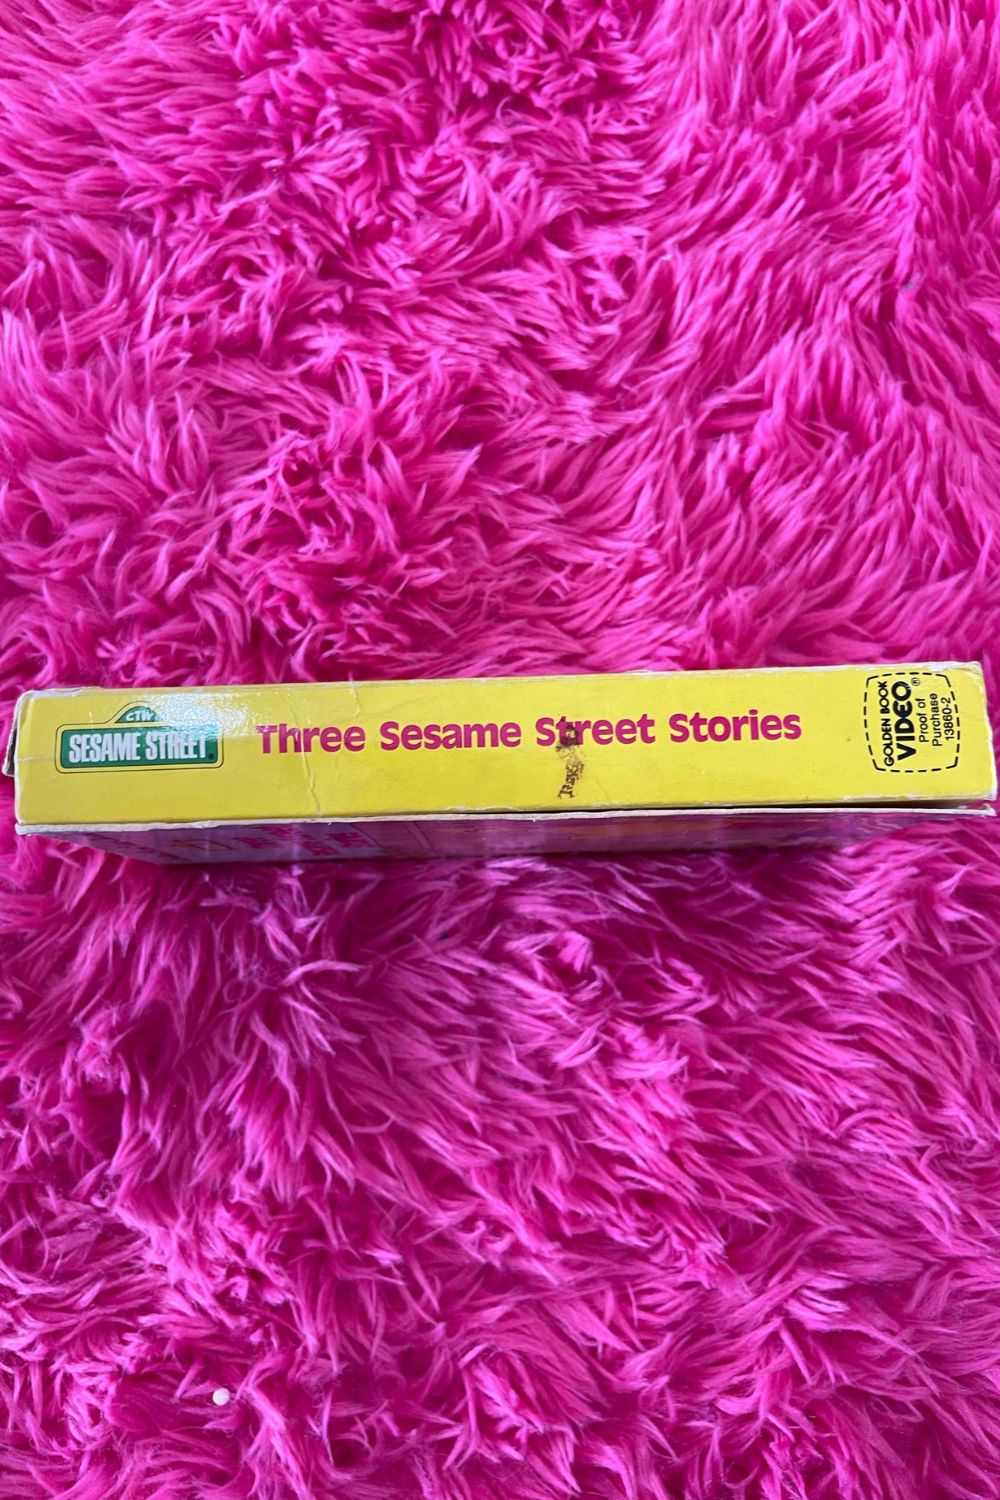 CTW
SESAME STREET
Three Sesame Street Stories
GOLDEN BOOK
VIDEO®
Proof of
Purchase
13860-2